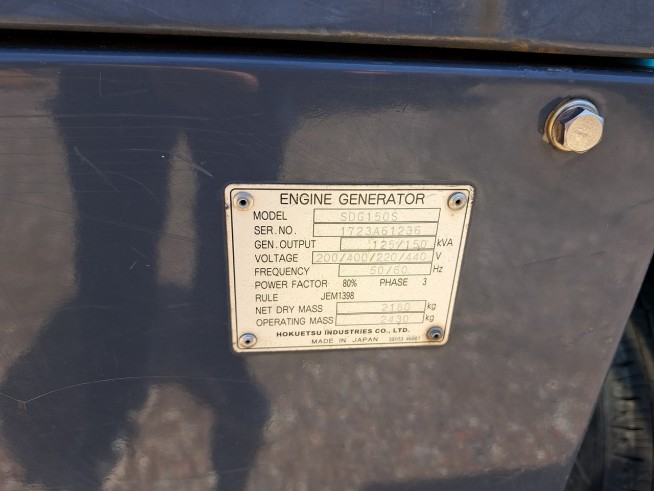 ENGINE GENERATOR
MODEL SDG150S
SER.NO. 1723A61236
GEN.OUTPUT 125/150 kVA
VOLTAGE 200/400/220/440 V
FREQUENCY 50/60 Hz
POWER FACTOR 80% PHASE 3
RULE JEM1398
NET DRY MASS 2180 kg
OPERATING MASS 2430 kg
HOKUETSU INDUSTRIES CO., LTD.
MADE IN JAPAN